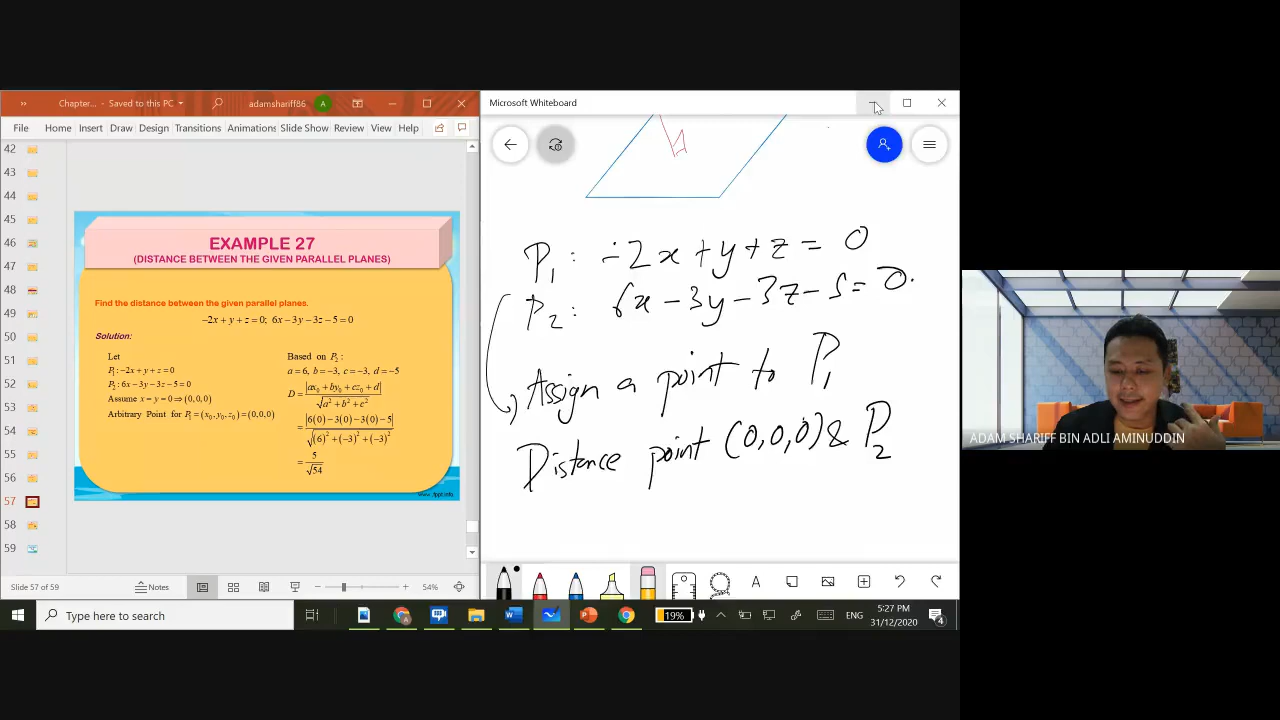 Chapter... - Saved to this PC
adamshariff86
A
File Home Insert Draw Design Transitions Animations Slide Show Review View Help
42
43
44
45
46
47
48
49
50
51
52
53
54
55
56
57
58
59
EXAMPLE 27
(DISTANCE BETWEEN THE GIVEN PARALLEL PLANES)
Find the distance between the given parallel planes.
−2x + y + z = 0; 6x − 3y − 3z − 5 = 0
Solution:
Let
P₁: −2x + y + z = 0
P₂: 6x − 3y − 3z − 5 = 0
Assume x = y = 0 ⇒ (0,0,0)
Arbitrary Point for P₁ = (x₀, y₀, z₀) = (0,0,0)
Based on P₂ :
a = 6, b = −3, c = −3, d = −5
D = |ax₀ + by₀ + cz₀ + d| / √(a² + b² + c²)
= |6(0) − 3(0) − 3(0) − 5| / √((6)² + (−3)² + (−3)²)
= 5 / √54
www.1ppt.info
Slide 57 of 59
Notes
54%
Microsoft Whiteboard
P₁: −2x + y + z = 0
P₂: 6x − 3y − 3z − 5 = 0.
Assign a point to P₁
Distance point (0,0,0) & P₂
A
ADAM SHARIFF BIN ADLI AMINUDDIN
Type here to search
19%
ENG
5:27 PM
31/12/2020
4